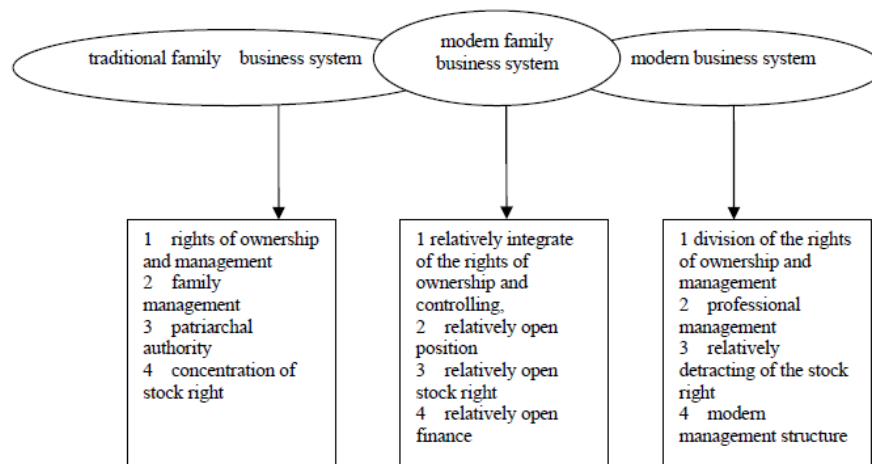 traditional family business system
modern family
business system
modern business system
1 rights of ownership
and management
2 family
management
3 patriarchal
authority
4 concentration of
stock right
1 relatively integrate
of the rights of
ownership and
controlling,
2 relatively open
position
3 relatively open
stock right
4 relatively open
finance
1 division of the rights
of ownership and
management
2 professional
management
3 relatively
detracting of the stock
right
4 modern
management structure